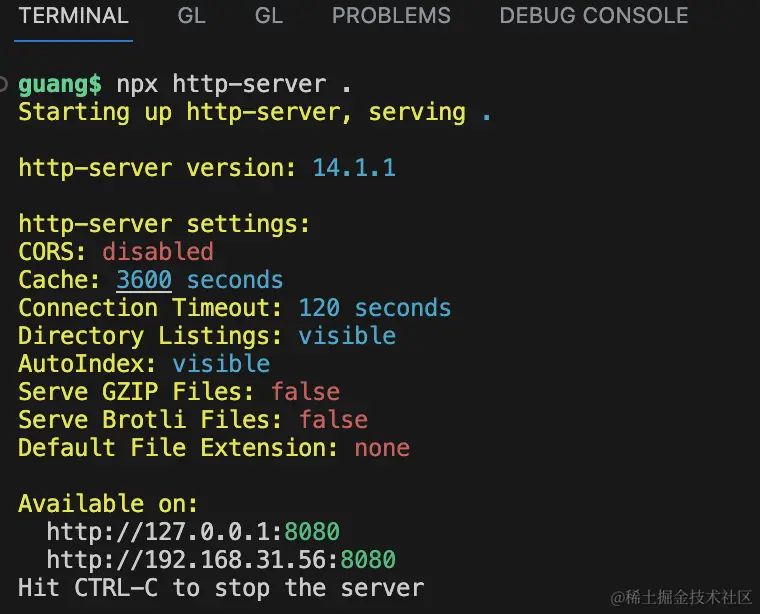 TERMINAL GL GL PROBLEMS DEBUG CONSOLE
guang$ npx http-server .
Starting up http-server, serving .
http-server version: 14.1.1
http-server settings:
CORS: disabled
Cache: 3600 seconds
Connection Timeout: 120 seconds
Directory Listings: visible
AutoIndex: visible
Serve GZIP Files: false
Serve Brotli Files: false
Default File Extension: none
Available on:
  http://127.0.0.1:8080
  http://192.168.31.56:8080
Hit CTRL-C to stop the server
@稀土掘金技术社区